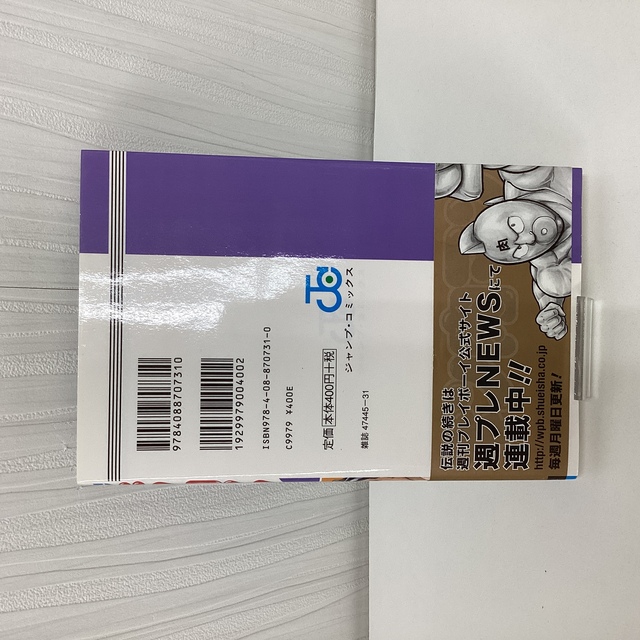 9784088707310
1929979004002
ISBN978-4-08-870731-0
C9979 ¥400E
定価 本体400円+税
雑誌 47445-31
JC
ジャンプ・コミックス
伝説の続きは
週刊プレイボーイ公式サイト
週プレNEWSにて
連載中!!
http://wpb.shueisha.co.jp
毎週月曜日更新!
肉